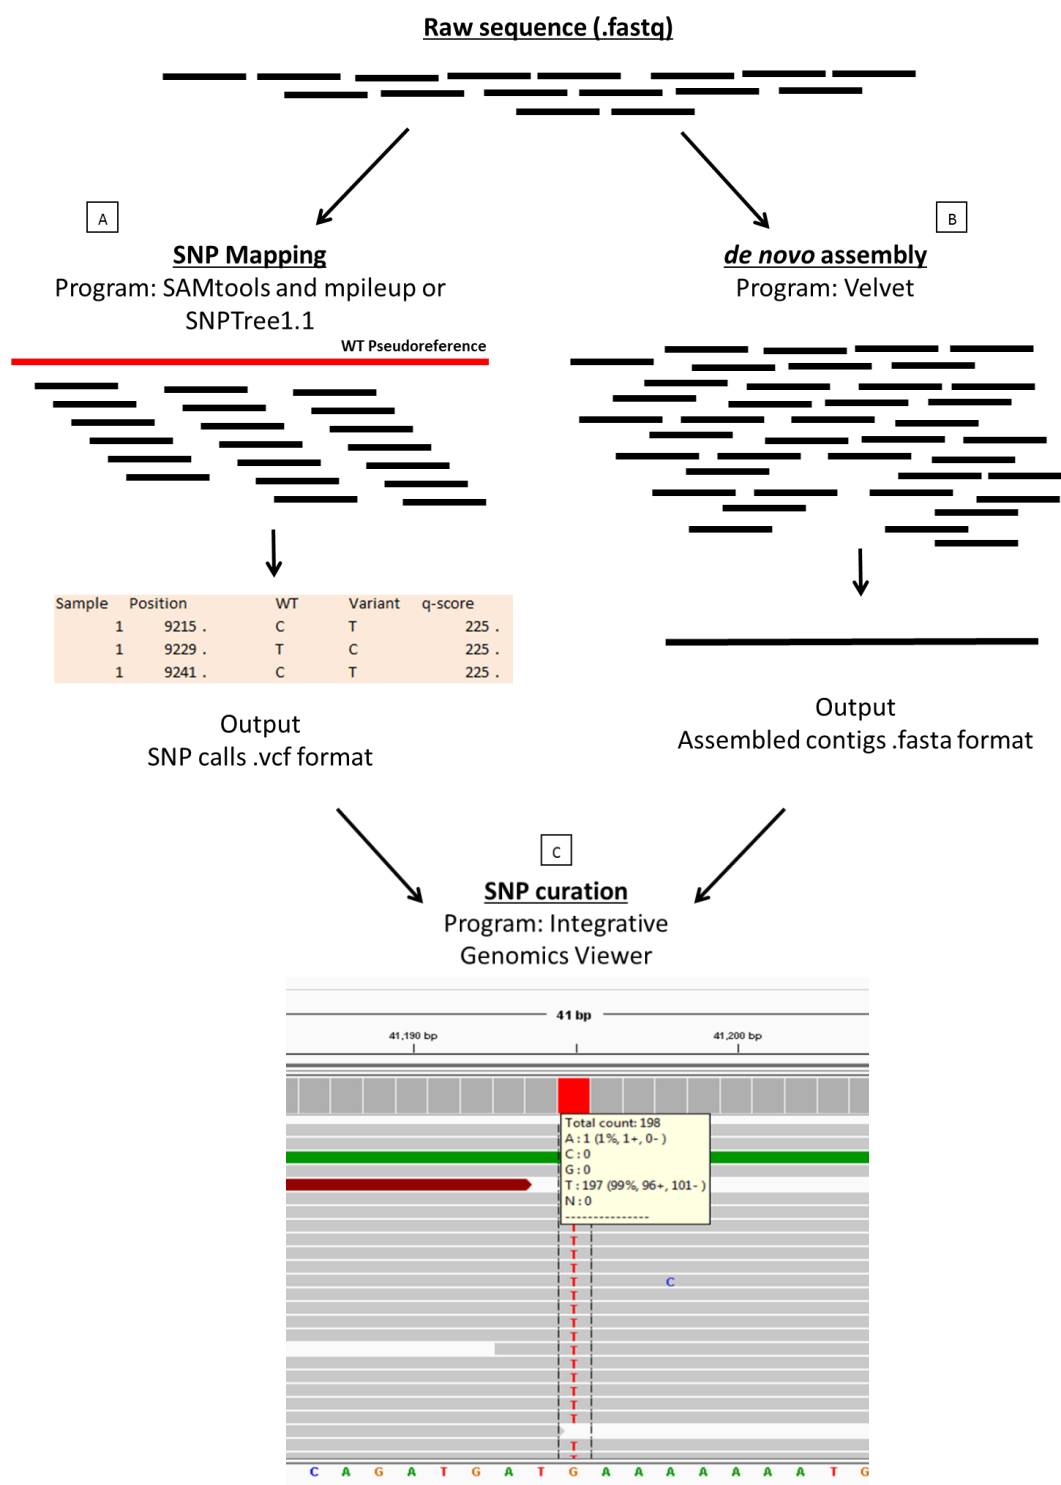 Raw sequence (.fastq)
A
SNP Mapping
Program: SAMtools and mpileup or
SNPTree1.1
WT Pseudoreference
Sample Position WT Variant q-score
1 9215 . C T 225 .
1 9229 . T C 225 .
1 9241 . C T 225 .
Output
SNP calls .vcf format
B
de novo assembly
Program: Velvet
Output
Assembled contigs .fasta format
C
SNP curation
Program: Integrative
Genomics Viewer
41 bp
41,190 bp 41,200 bp
Total count: 198
A : 1 (1%, 1+, 0- )
C : 0
G : 0
T : 197 (99%, 96+, 101- )
N : 0
---------------
T
T
T
T
T C
T
T
T
T
T
T
T
T
T
T
T
T
C A G A T G A T G A A A A A A A T G